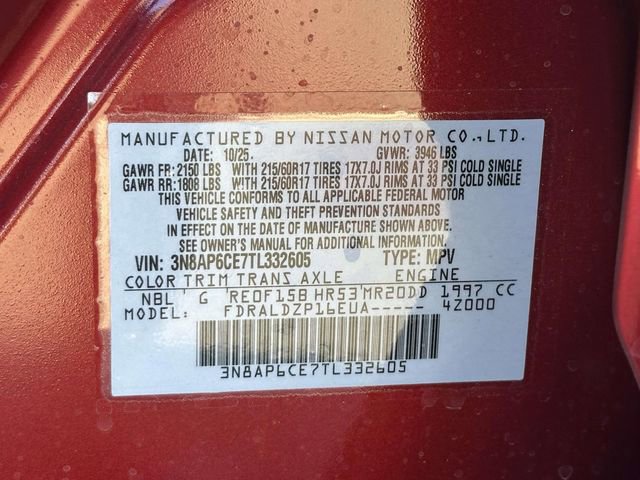 MANUFACTURED BY NISSAN MOTOR CO.,LTD.
DATE: 10/25. GVWR: 3946 LBS
GAWR FR: 2150 LBS WITH 215/60R17 TIRES 17X7.0J RIMS AT 33 PSI COLD SINGLE
GAWR RR: 1808 LBS WITH 215/60R17 TIRES 17X7.0J RIMS AT 33 PSI COLD SINGLE
THIS VEHICLE CONFORMS TO ALL APPLICABLE FEDERAL MOTOR
VEHICLE SAFETY AND THEFT PREVENTION STANDARDS
IN EFFECT ON THE DATE OF MANUFACTURE SHOWN ABOVE.
SEE OWNER'S MANUAL FOR ADDITIONAL INFORMATION.
VIN: 3N8AP6CE7TL332605 TYPE: MPV
COLOR TRIM TRANS AXLE ENGINE
NBL G RE0F15B HR53 MR20DD 1997 CC
MODEL: FDRALDZP16EUA----- 4Z000
3N8AP6CE7TL332605